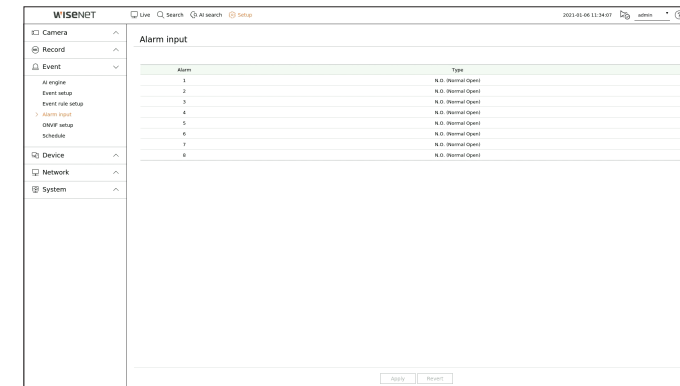 WISENET
Live Search AI search Setup 2021-01-06 11:34:07 admin ?
Camera
Record
Event
AI engine
Event setup
Event rule setup
Alarm input
ONVIF setup
Schedule
Device
Network
System
Alarm input
Alarm Type
1 N.O. (Normal Open)
2 N.O. (Normal Open)
3 N.O. (Normal Open)
4 N.O. (Normal Open)
5 N.O. (Normal Open)
6 N.O. (Normal Open)
7 N.O. (Normal Open)
8 N.O. (Normal Open)
Apply Revert